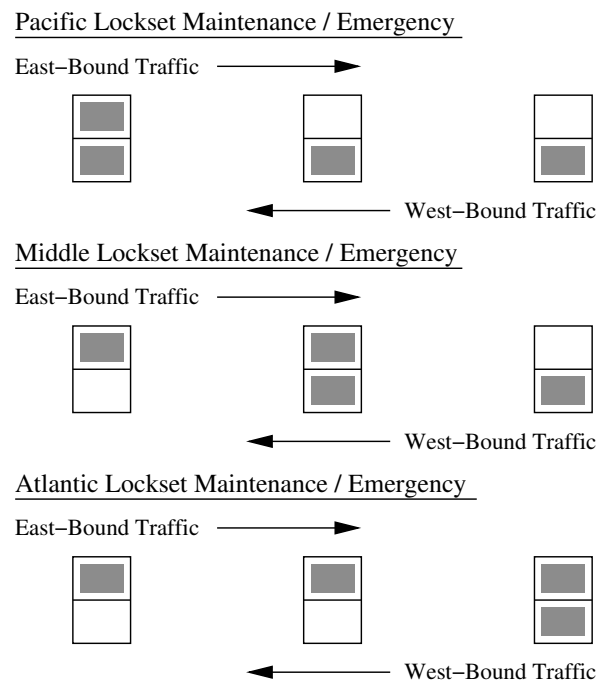 Pacific Lockset Maintenance / Emergency
East−Bound Traffic
West−Bound Traffic
Middle Lockset Maintenance / Emergency
East−Bound Traffic
West−Bound Traffic
Atlantic Lockset Maintenance / Emergency
East−Bound Traffic
West−Bound Traffic